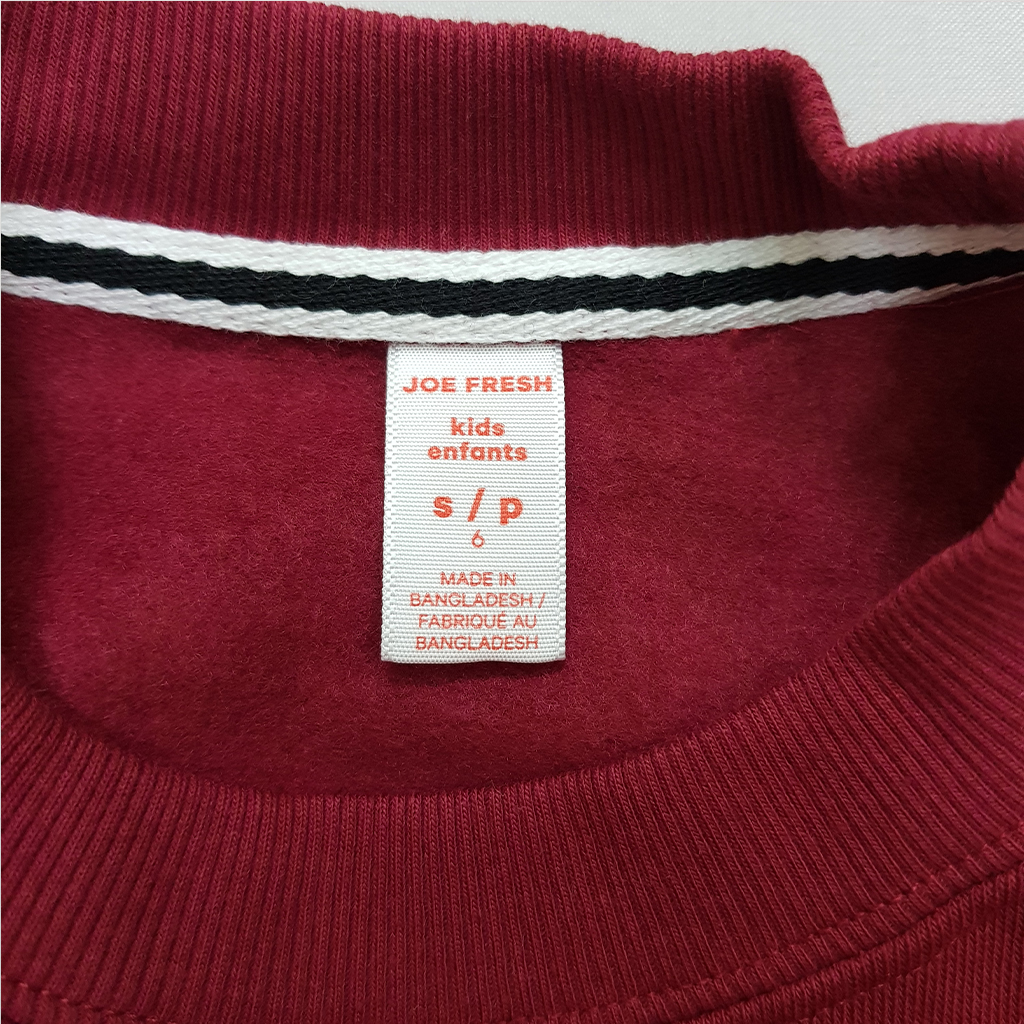 JOE FRESH
kids
enfants
s / p
6
MADE IN
BANGLADESH /
FABRIQUÉ AU
BANGLADESH